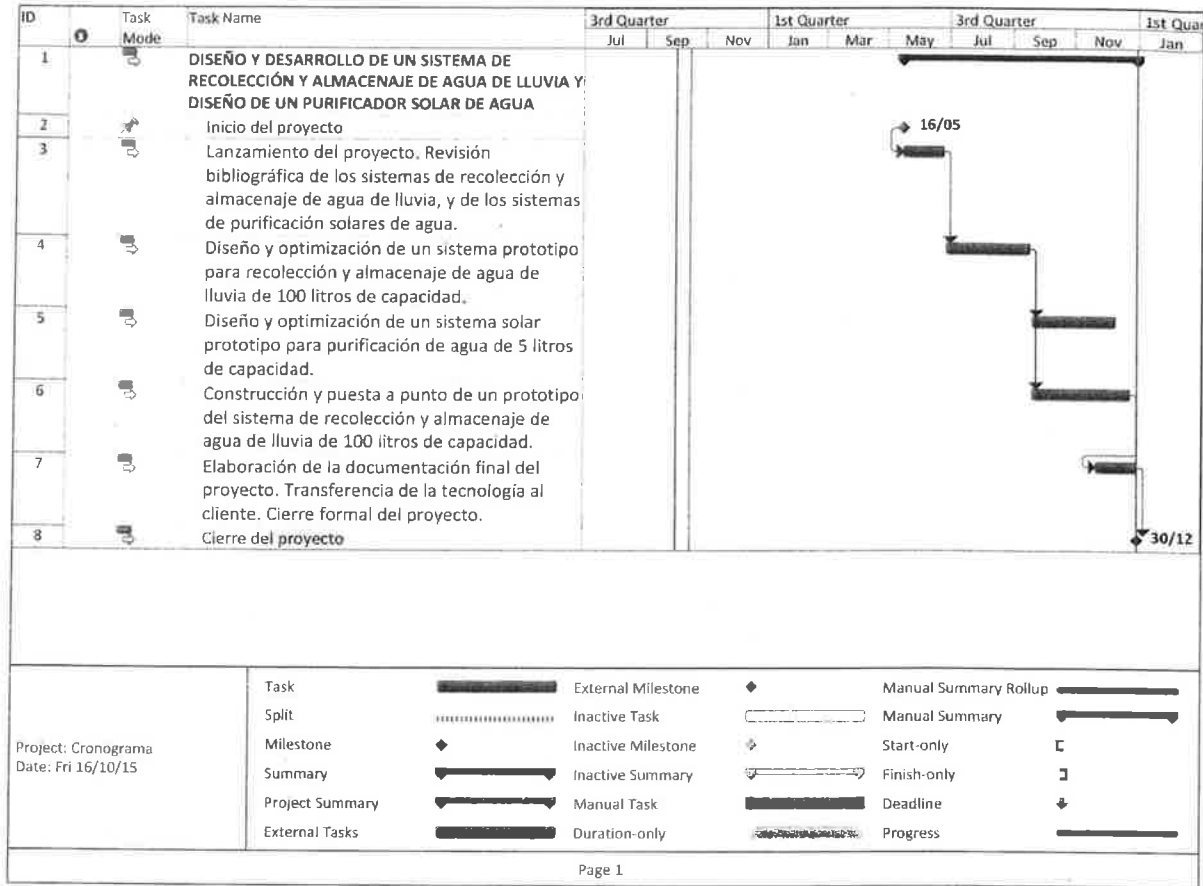 ID
Task Mode
Task Name
3rd Quarter
1st Quarter
3rd Quarter
1st Quar
Jul Sep Nov Jan Mar May Jul Sep Nov Jan
1
DISEÑO Y DESARROLLO DE UN SISTEMA DE
RECOLECCIÓN Y ALMACENAJE DE AGUA DE LLUVIA Y
DISEÑO DE UN PURIFICADOR SOLAR DE AGUA
2
Inicio del proyecto
16/05
3
Lanzamiento del proyecto. Revisión
bibliográfica de los sistemas de recolección y
almacenaje de agua de lluvia, y de los sistemas
de purificación solares de agua.
4
Diseño y optimización de un sistema prototipo
para recolección y almacenaje de agua de
lluvia de 100 litros de capacidad.
5
Diseño y optimización de un sistema solar
prototipo para purificación de agua de 5 litros
de capacidad.
6
Construcción y puesta a punto de un prototipo
del sistema de recolección y almacenaje de
agua de lluvia de 100 litros de capacidad.
7
Elaboración de la documentación final del
proyecto. Transferencia de la tecnología al
cliente. Cierre formal del proyecto.
8
Cierre del proyecto
30/12
Project: Cronograma
Date: Fri 16/10/15
Task
Split
Milestone
Summary
Project Summary
External Tasks
External Milestone
Inactive Task
Inactive Milestone
Inactive Summary
Manual Task
Duration-only
Manual Summary Rollup
Manual Summary
Start-only
Finish-only
Deadline
Progress
Page 1